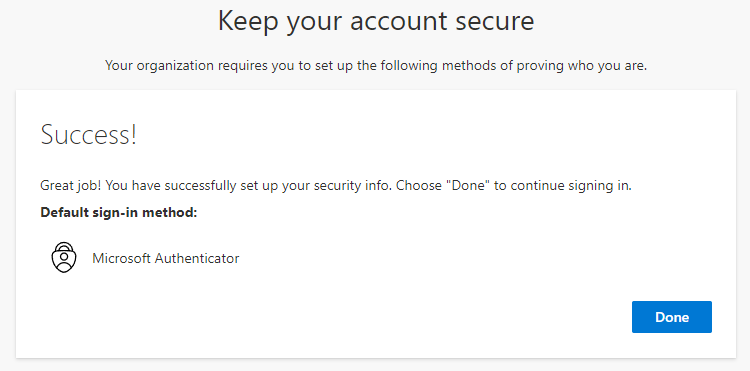 Keep your account secure
Your organization requires you to set up the following methods of proving who you are.
Success!
Great job! You have successfully set up your security info. Choose "Done" to continue signing in.
Default sign-in method:
Microsoft Authenticator
Done